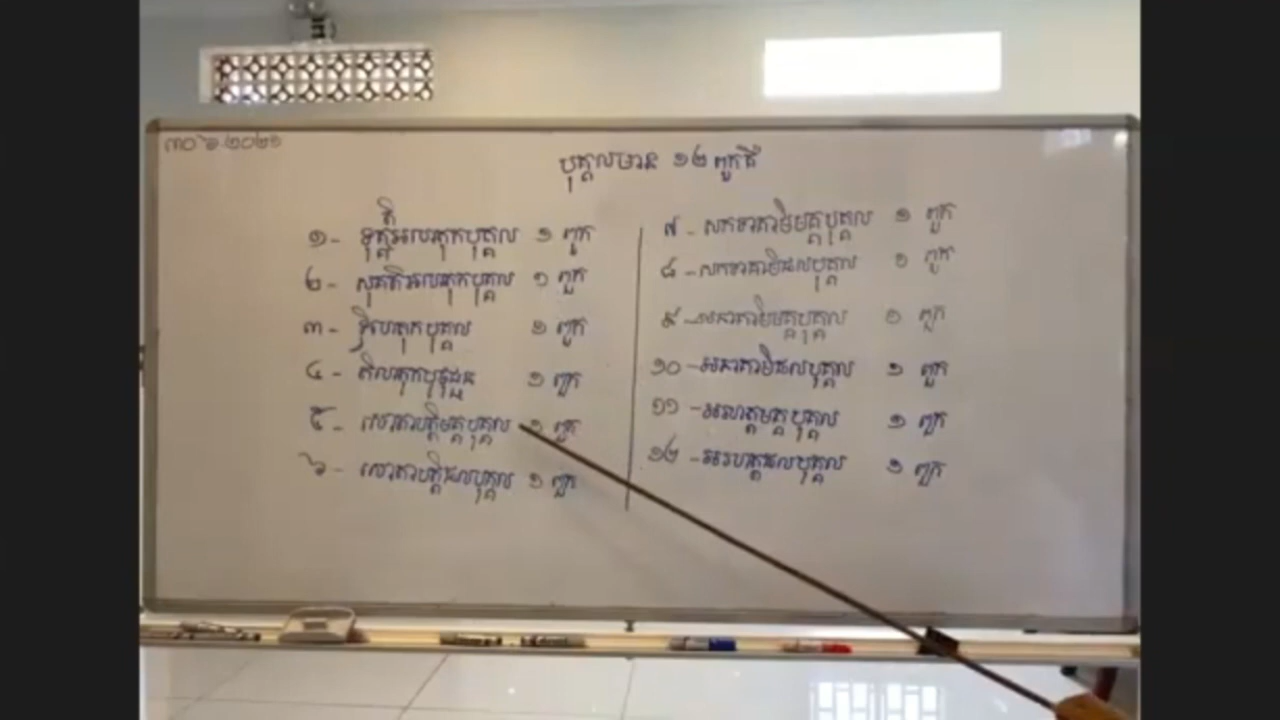 ៣០ ៦.២០២១
បុគ្គលមាន ១២ ពួកគឺ
១- ទុគ្គតិអហេតុកបុគ្គល ១ ពួក
២- សុគតិអហេតុកបុគ្គល ១ ពួក
៣- ទ្វិហេតុកបុគ្គល ១ ពួក
៤- តិហេតុកបុថុជ្ជន ១ ពួក
៥- សោតាបត្តិមគ្គបុគ្គល ១ ពួក
៦- សោតាបត្តិផលបុគ្គល ១ ពួក
៧- សកទាគាមិមគ្គបុគ្គល ១ ពួក
៨- សកទាគាមិផលបុគ្គល ១ ពួក
៩- អនាគាមិមគ្គបុគ្គល ១ ពួក
១០- អនាគាមិផលបុគ្គល ១ ពួក
១១- អរហត្តមគ្គបុគ្គល ១ ពួក
១២- អរហត្តផលបុគ្គល ១ ពួក